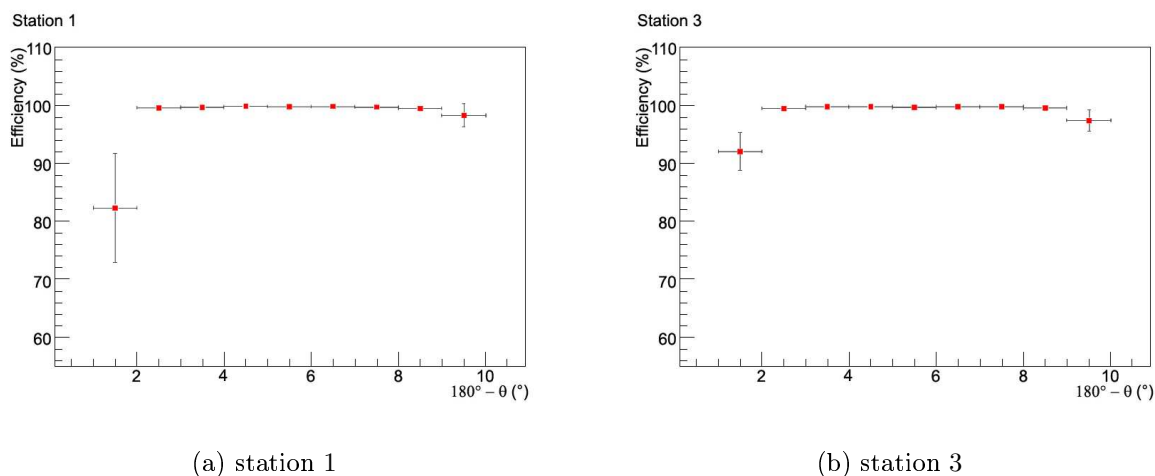 Station 1
Efficiency (%)
110
100
90
80
70
60
2 4 6 8 10
180° – θ (°)
(a) station 1
Station 3
Efficiency (%)
110
100
90
80
70
60
2 4 6 8 10
180° – θ (°)
(b) station 3